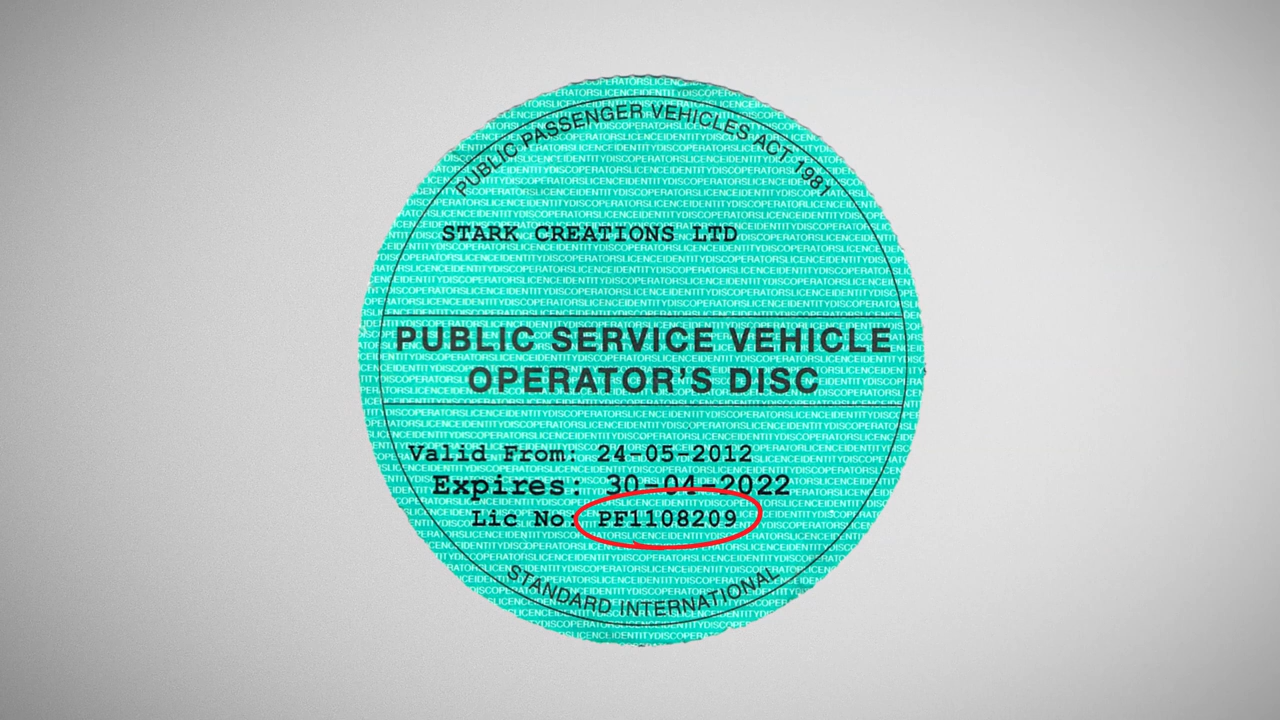 PUBLIC PASSENGER VEHICLES ACT 1981
STARK CREATIONS LTD
PUBLIC SERVICE VEHICLE
OPERATOR'S DISC
Valid From: 24-05-2012
Expires: 30-04-2022
Lic No: PF1108209
STANDARD INTERNATIONAL